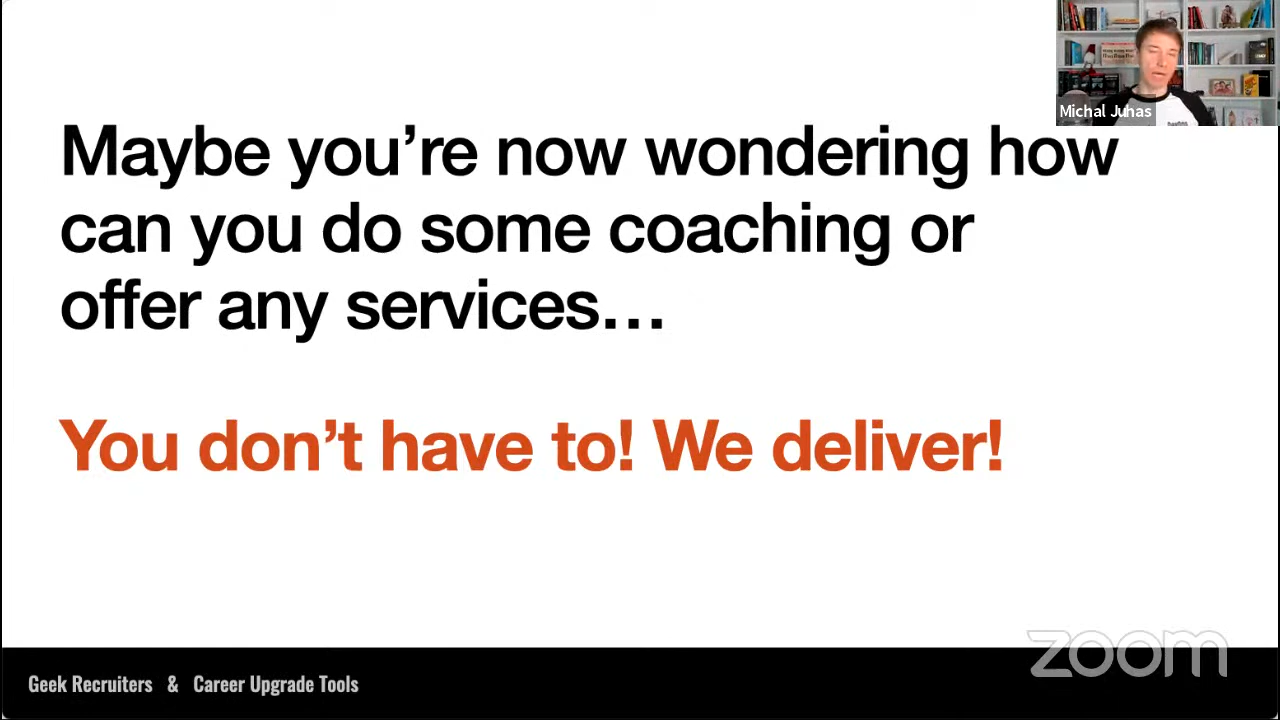 Michal Juhas
Maybe you’re now wondering how
can you do some coaching or
offer any services…
You don’t have to! We deliver!
zoom
Geek Recruiters & Career Upgrade Tools